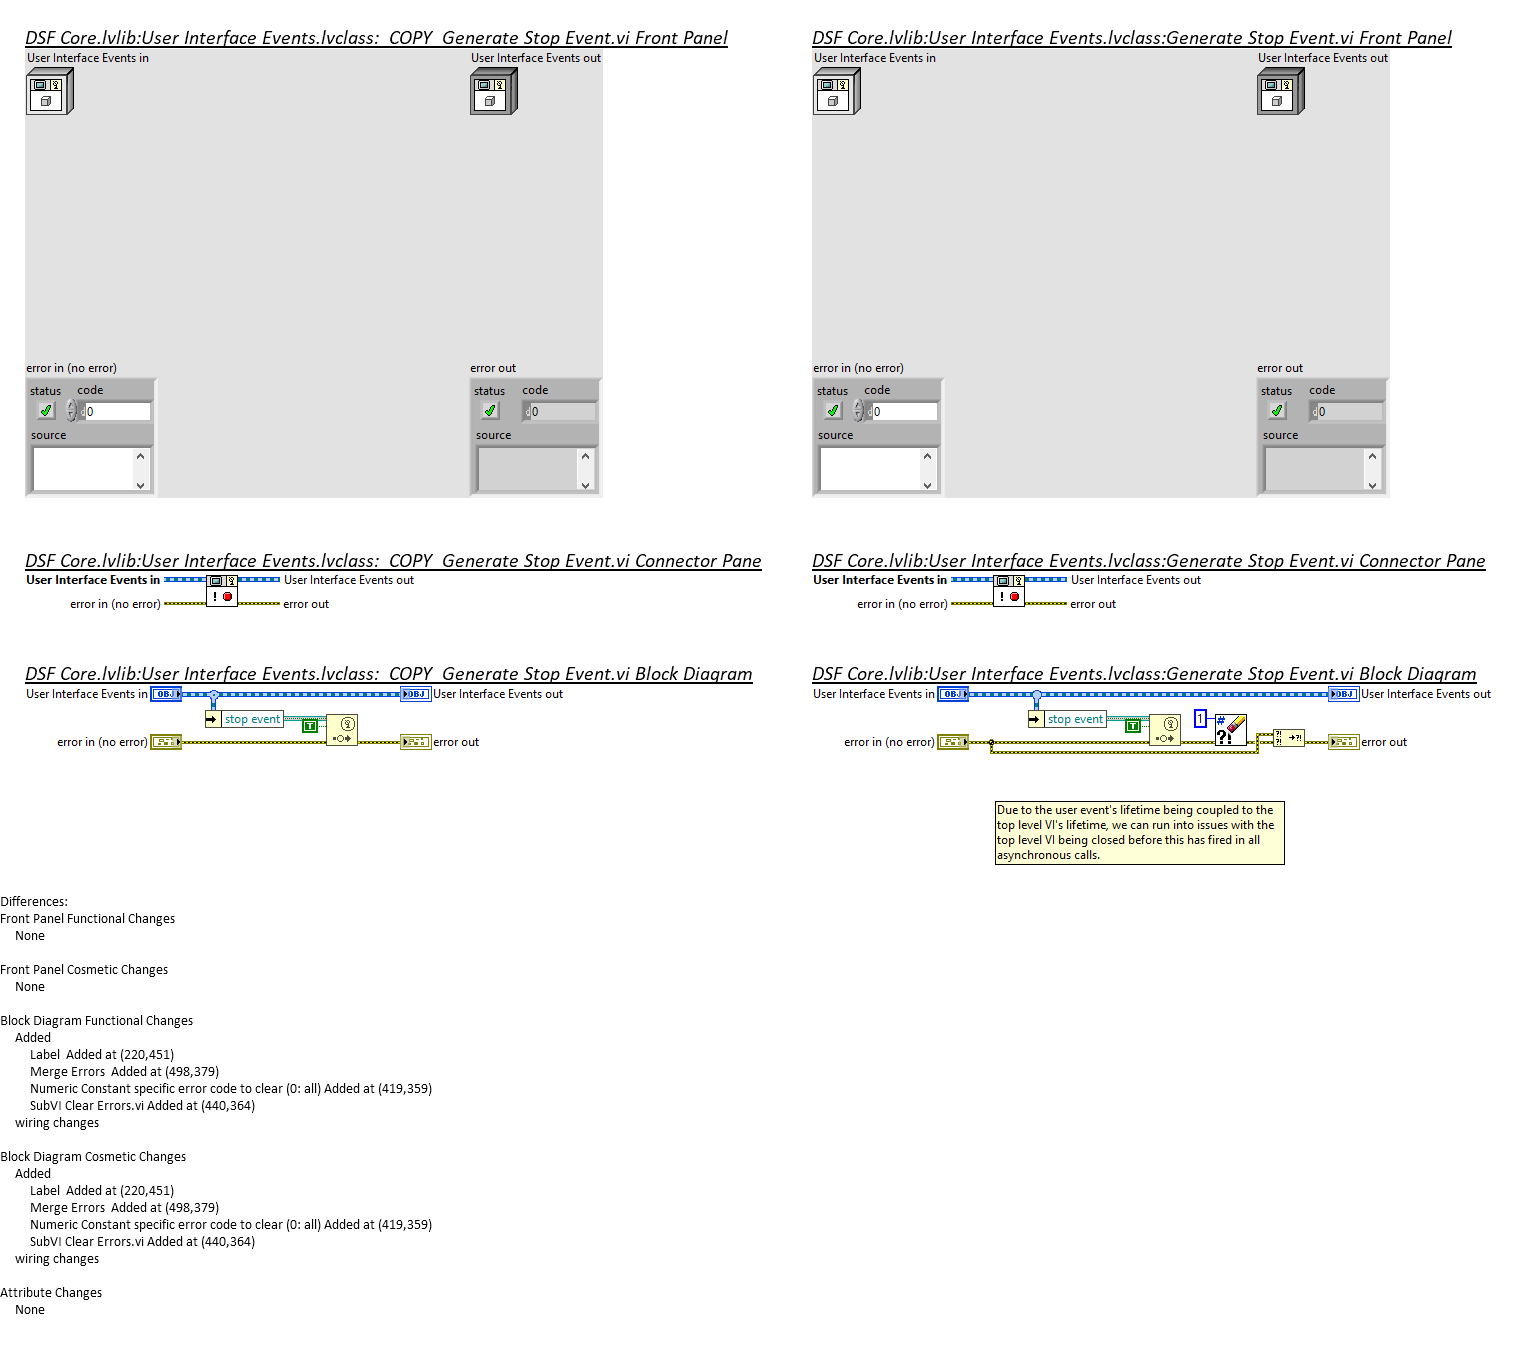 DSF Core.lvlib:User Interface Events.lvclass:_COPY_Generate Stop Event.vi Front Panel
User Interface Events in
User Interface Events out
error in (no error)
error out
status
code
d
0
source
status
code
d
0
source
DSF Core.lvlib:User Interface Events.lvclass:Generate Stop Event.vi Front Panel
User Interface Events in
User Interface Events out
error in (no error)
error out
status
code
d
0
source
status
code
d
0
source
DSF Core.lvlib:User Interface Events.lvclass:_COPY_Generate Stop Event.vi Connector Pane
User Interface Events in
User Interface Events out
!
error in (no error)
error out
DSF Core.lvlib:User Interface Events.lvclass:Generate Stop Event.vi Connector Pane
User Interface Events in
User Interface Events out
!
error in (no error)
error out
DSF Core.lvlib:User Interface Events.lvclass:_COPY_Generate Stop Event.vi Block Diagram
User Interface Events in
OBJ
OBJ
User Interface Events out
stop event
T
error in (no error)
error out
DSF Core.lvlib:User Interface Events.lvclass:Generate Stop Event.vi Block Diagram
User Interface Events in
OBJ
OBJ
User Interface Events out
stop event
T
1
#
?!
?!
?!
?!
error in (no error)
error out
Due to the user event's lifetime being coupled to the
top level VI's lifetime, we can run into issues with the
top level VI being closed before this has fired in all
asynchronous calls.
Differences:
Front Panel Functional Changes
None
Front Panel Cosmetic Changes
None
Block Diagram Functional Changes
Added
Label  Added at (220,451)
Merge Errors  Added at (498,379)
Numeric Constant specific error code to clear (0: all) Added at (419,359)
SubVI Clear Errors.vi Added at (440,364)
wiring changes
Block Diagram Cosmetic Changes
Added
Label  Added at (220,451)
Merge Errors  Added at (498,379)
Numeric Constant specific error code to clear (0: all) Added at (419,359)
SubVI Clear Errors.vi Added at (440,364)
wiring changes
Attribute Changes
None